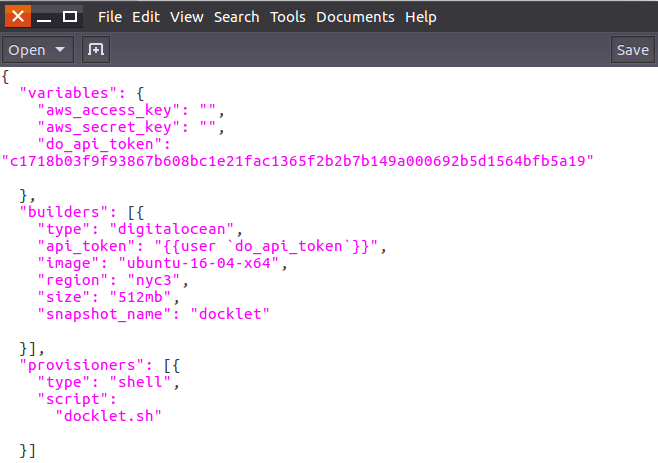 File Edit View Search Tools Documents Help
Open Save
{
"variables": {
"aws_access_key": "",
"aws_secret_key": "",
"do_api_token":
"c1718b03f9f93867b608bc1e21fac1365f2b2b7b149a000692b5d1564bfb5a19"
},
"builders": [{
"type": "digitalocean",
"api_token": "{{user `do_api_token`}}",
"image": "ubuntu-16-04-x64",
"region": "nyc3",
"size": "512mb",
"snapshot_name": "docklet"
}],
"provisioners": [{
"type": "shell",
"script":
"docklet.sh"
}]